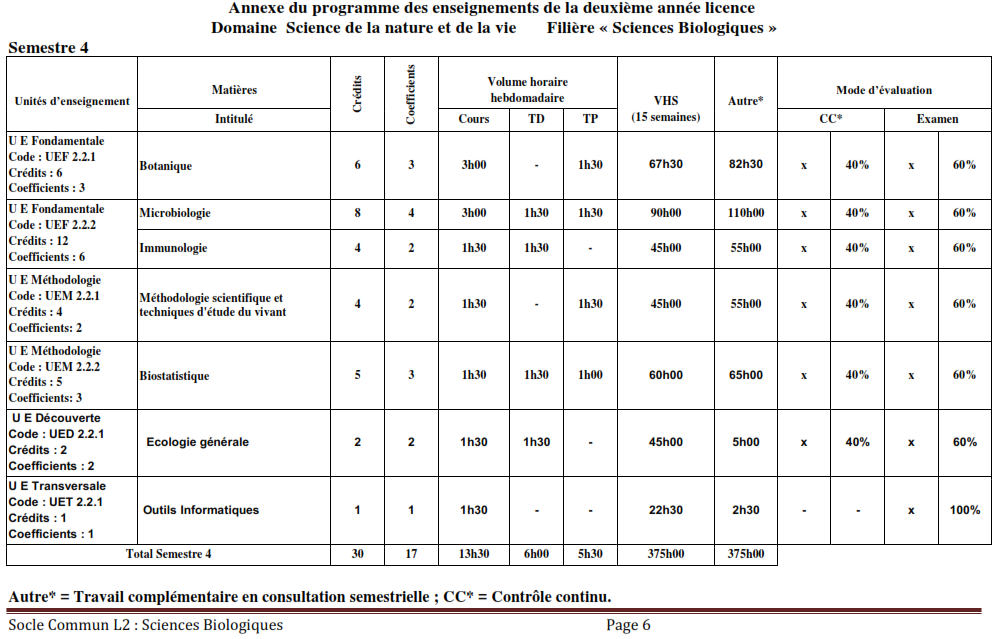 Annexe du programme des enseignements de la deuxième année licence
Domaine Science de la nature et de la vie Filière « Sciences Biologiques »
Semestre 4
Unités d'enseignement Matières Crédits Coefficients Volume horaire hebdomadaire VHS (15 semaines) Autre* Mode d'évaluation
Intitulé Cours TD TP CC* Examen
U E Fondamentale
Code : UEF 2.2.1
Crédits : 6
Coefficients : 3
Botanique 6 3 3h00 - 1h30 67h30 82h30 x 40% x 60%
U E Fondamentale
Code : UEF 2.2.2
Crédits : 12
Coefficients : 6
Microbiologie 8 4 3h00 1h30 1h30 90h00 110h00 x 40% x 60%
Immunologie 4 2 1h30 1h30 - 45h00 55h00 x 40% x 60%
U E Méthodologie
Code : UEM 2.2.1
Crédits : 4
Coefficients: 2
Méthodologie scientifique et
techniques d'étude du vivant 4 2 1h30 - 1h30 45h00 55h00 x 40% x 60%
U E Méthodologie
Code : UEM 2.2.2
Crédits : 5
Coefficients: 3
Biostatistique 5 3 1h30 1h30 1h00 60h00 65h00 x 40% x 60%
U E Découverte
Code : UED 2.2.1
Crédits : 2
Coefficients : 2
Ecologie générale 2 2 1h30 1h30 - 45h00 5h00 x 40% x 60%
U E Transversale
Code : UET 2.2.1
Crédits : 1
Coefficients : 1
Outils Informatiques 1 1 1h30 - - 22h30 2h30 - - x 100%
Total Semestre 4 30 17 13h30 6h00 5h30 375h00 375h00
Autre* = Travail complémentaire en consultation semestrielle ; CC* = Contrôle continu.
Socle Commun L2 : Sciences Biologiques Page 6